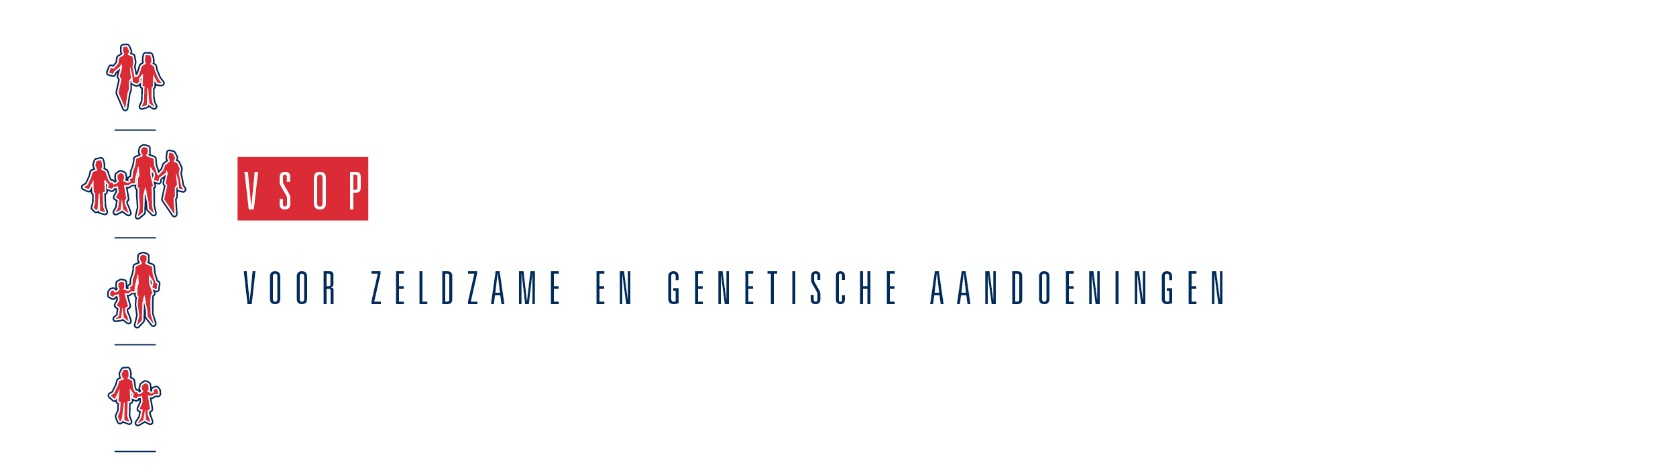 VSOP
VOOR ZELDZAME EN GENETISCHE AANDOENINGEN